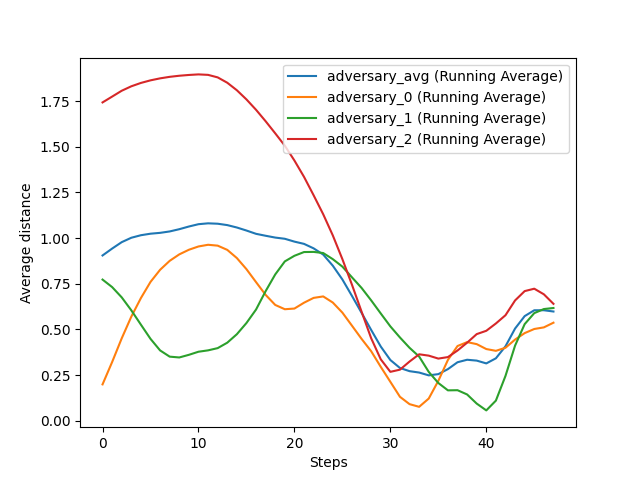 adversary_avg (Running Average)
adversary_0 (Running Average)
adversary_1 (Running Average)
adversary_2 (Running Average)
Average distance
1.75
1.50
1.25
1.00
0.75
0.50
0.25
0.00
0
10
20
30
40
Steps